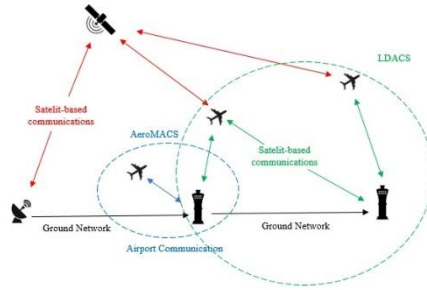 LDACS
Satelit-based
communications
AeroMACS
Satelit-based
communications
Ground Network
Ground Network
Airport Communication